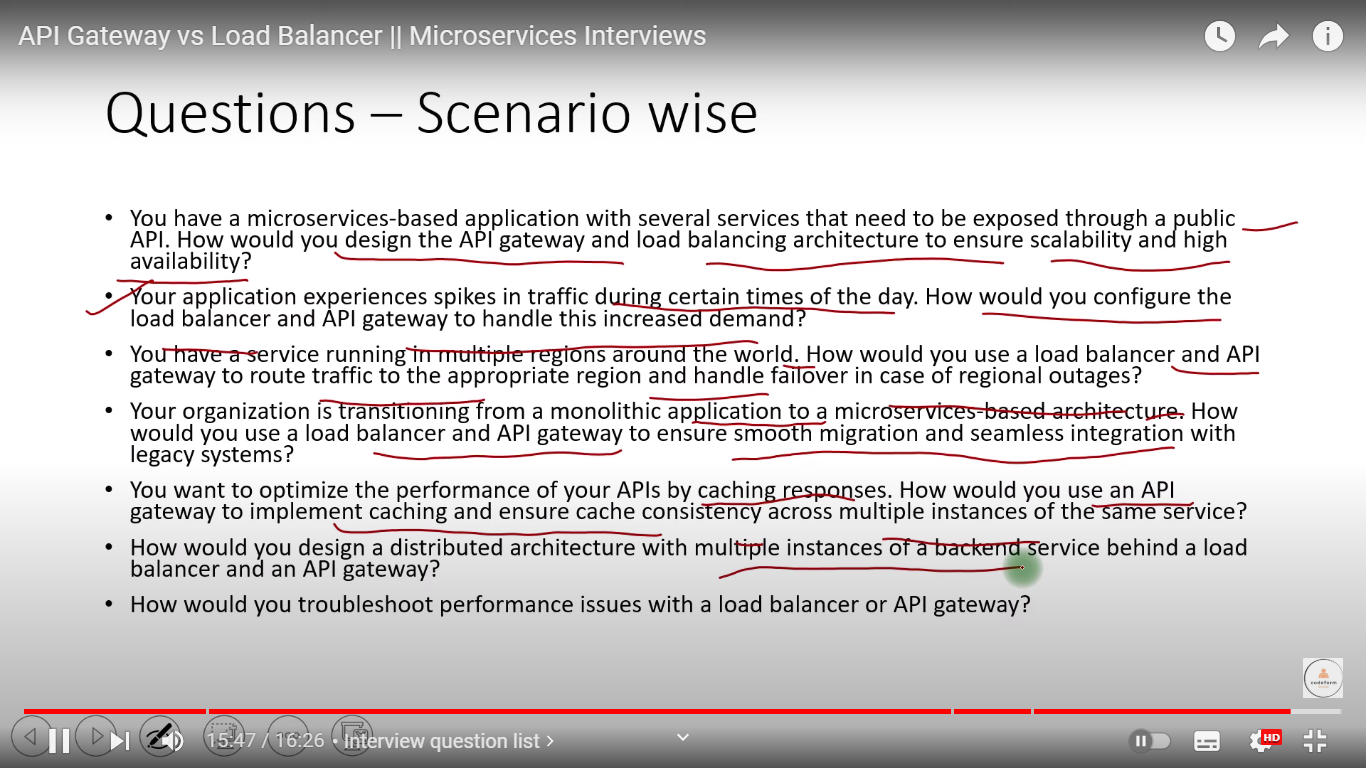 API Gateway vs Load Balancer || Microservices Interviews
Questions – Scenario wise
• You have a microservices-based application with several services that need to be exposed through a public
API. How would you design the API gateway and load balancing architecture to ensure scalability and high
availability?
• Your application experiences spikes in traffic during certain times of the day. How would you configure the
load balancer and API gateway to handle this increased demand?
• You have a service running in multiple regions around the world. How would you use a load balancer and API
gateway to route traffic to the appropriate region and handle failover in case of regional outages?
• Your organization is transitioning from a monolithic application to a microservices-based architecture. How
would you use a load balancer and API gateway to ensure smooth migration and seamless integration with
legacy systems?
• You want to optimize the performance of your APIs by caching responses. How would you use an API
gateway to implement caching and ensure cache consistency across multiple instances of the same service?
• How would you design a distributed architecture with multiple instances of a backend service behind a load
balancer and an API gateway?
• How would you troubleshoot performance issues with a load balancer or API gateway?
15:47 / 16:26 • Interview question list >
HD